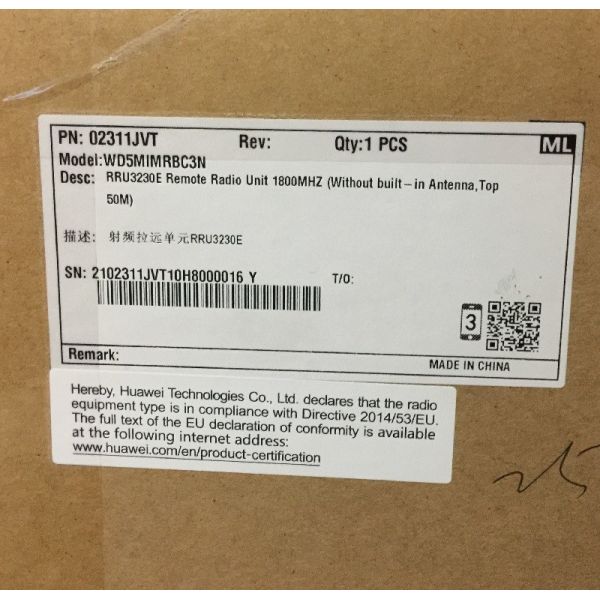 PN: 02311JVT Rev: Qty:1 PCS ML
Model:WD5MIMRBC3N
Desc: RRU3230E Remote Radio Unit 1800MHZ (Without built-in Antenna,Top
50M)
描述: 射频拉远单元RRU3230E
SN: 2102311JVT10H8000016 Y T/O:
3
Remark:
MADE IN CHINA
Hereby, Huawei Technologies Co., Ltd. declares that the radio
equipment type is in compliance with Directive 2014/53/EU.
The full text of the EU declaration of conformity is available
at the following internet address:
www.huawei.com/en/product-certification